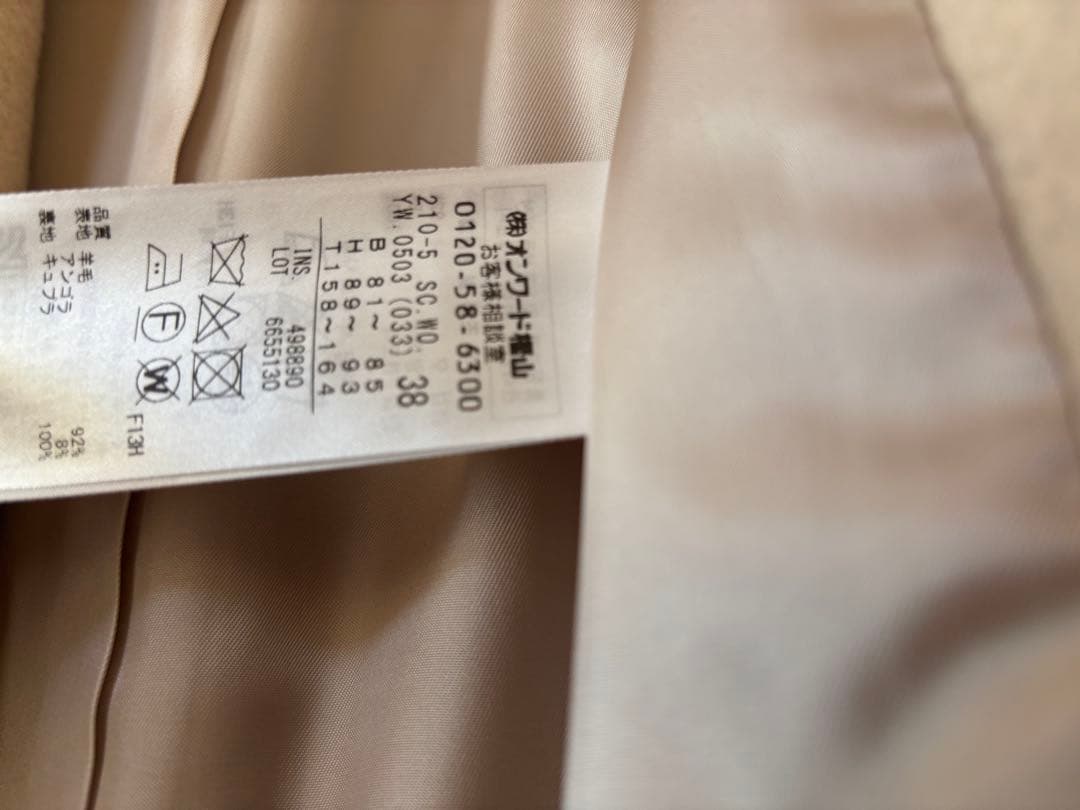 ㈱オンワード樫山
お客様相談室
0120-58-6300
210-5 SC.WO. 38
YW.0503 (033)
B 81~ 85
H 89~ 93
T158~164
INS. 498890
LOT 6655130
F
W
F13H
品質
表地 羊毛 92%
アンゴラ 8%
裏地 キュプラ 100%